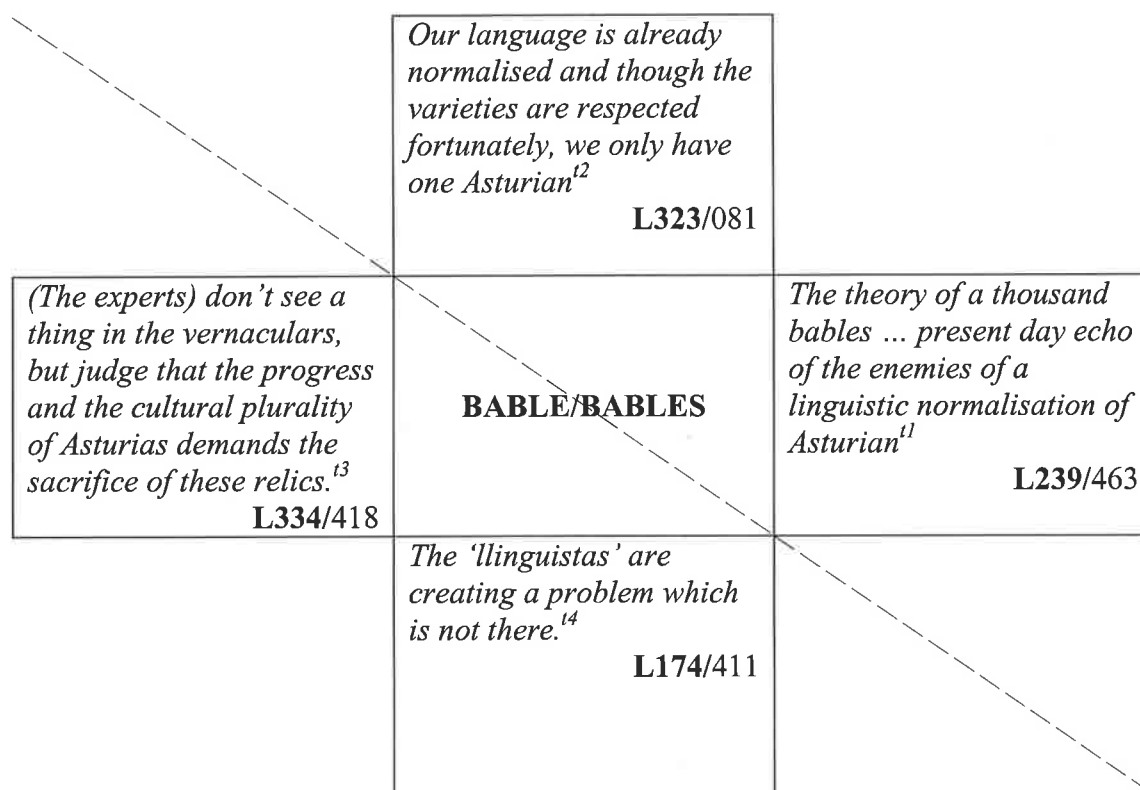 Our language is already
normalised and though the
varieties are respected
fortunately, we only have
one Asturian^t2
L323/081
(The experts) don't see a
thing in the vernaculars,
but judge that the progress
and the cultural plurality
of Asturias demands the
sacrifice of these relics.^t3
L334/418
BABLE/BABLES
The theory of a thousand
bables ... present day echo
of the enemies of a
linguistic normalisation of
Asturian^t1
L239/463
The 'llinguistas' are
creating a problem which
is not there.^t4
L174/411